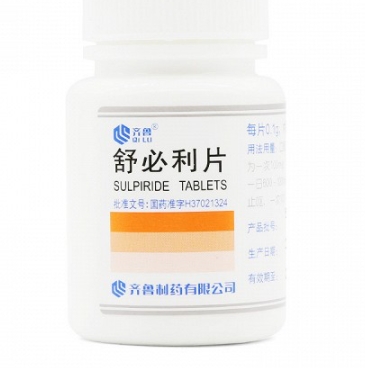 齐鲁®
QILU
舒必利片
SULPIRIDE TABLETS
批准文号:国药准字H37021324
齐鲁制药有限公司
每片0.1g
用法用量
产品批号:
生产日期:
有效期至: